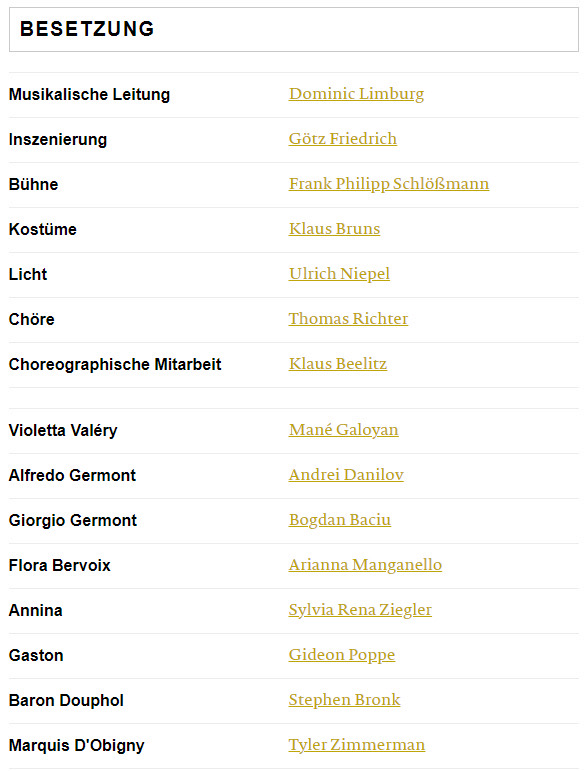 BESETZUNG
Musikalische Leitung Dominic Limburg
Inszenierung Götz Friedrich
Bühne Frank Philipp Schlößmann
Kostüme Klaus Bruns
Licht Ulrich Niepel
Chöre Thomas Richter
Choreographische Mitarbeit Klaus Beelitz
Violetta Valéry Mané Galoyan
Alfredo Germont Andrei Danilov
Giorgio Germont Bogdan Baciu
Flora Bervoix Arianna Manganello
Annina Sylvia Rena Ziegler
Gaston Gideon Poppe
Baron Douphol Stephen Bronk
Marquis D'Obigny Tyler Zimmerman